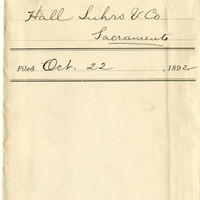 Hall Luhrs & Co
Sacramento
Filed Oct. 22, 1892